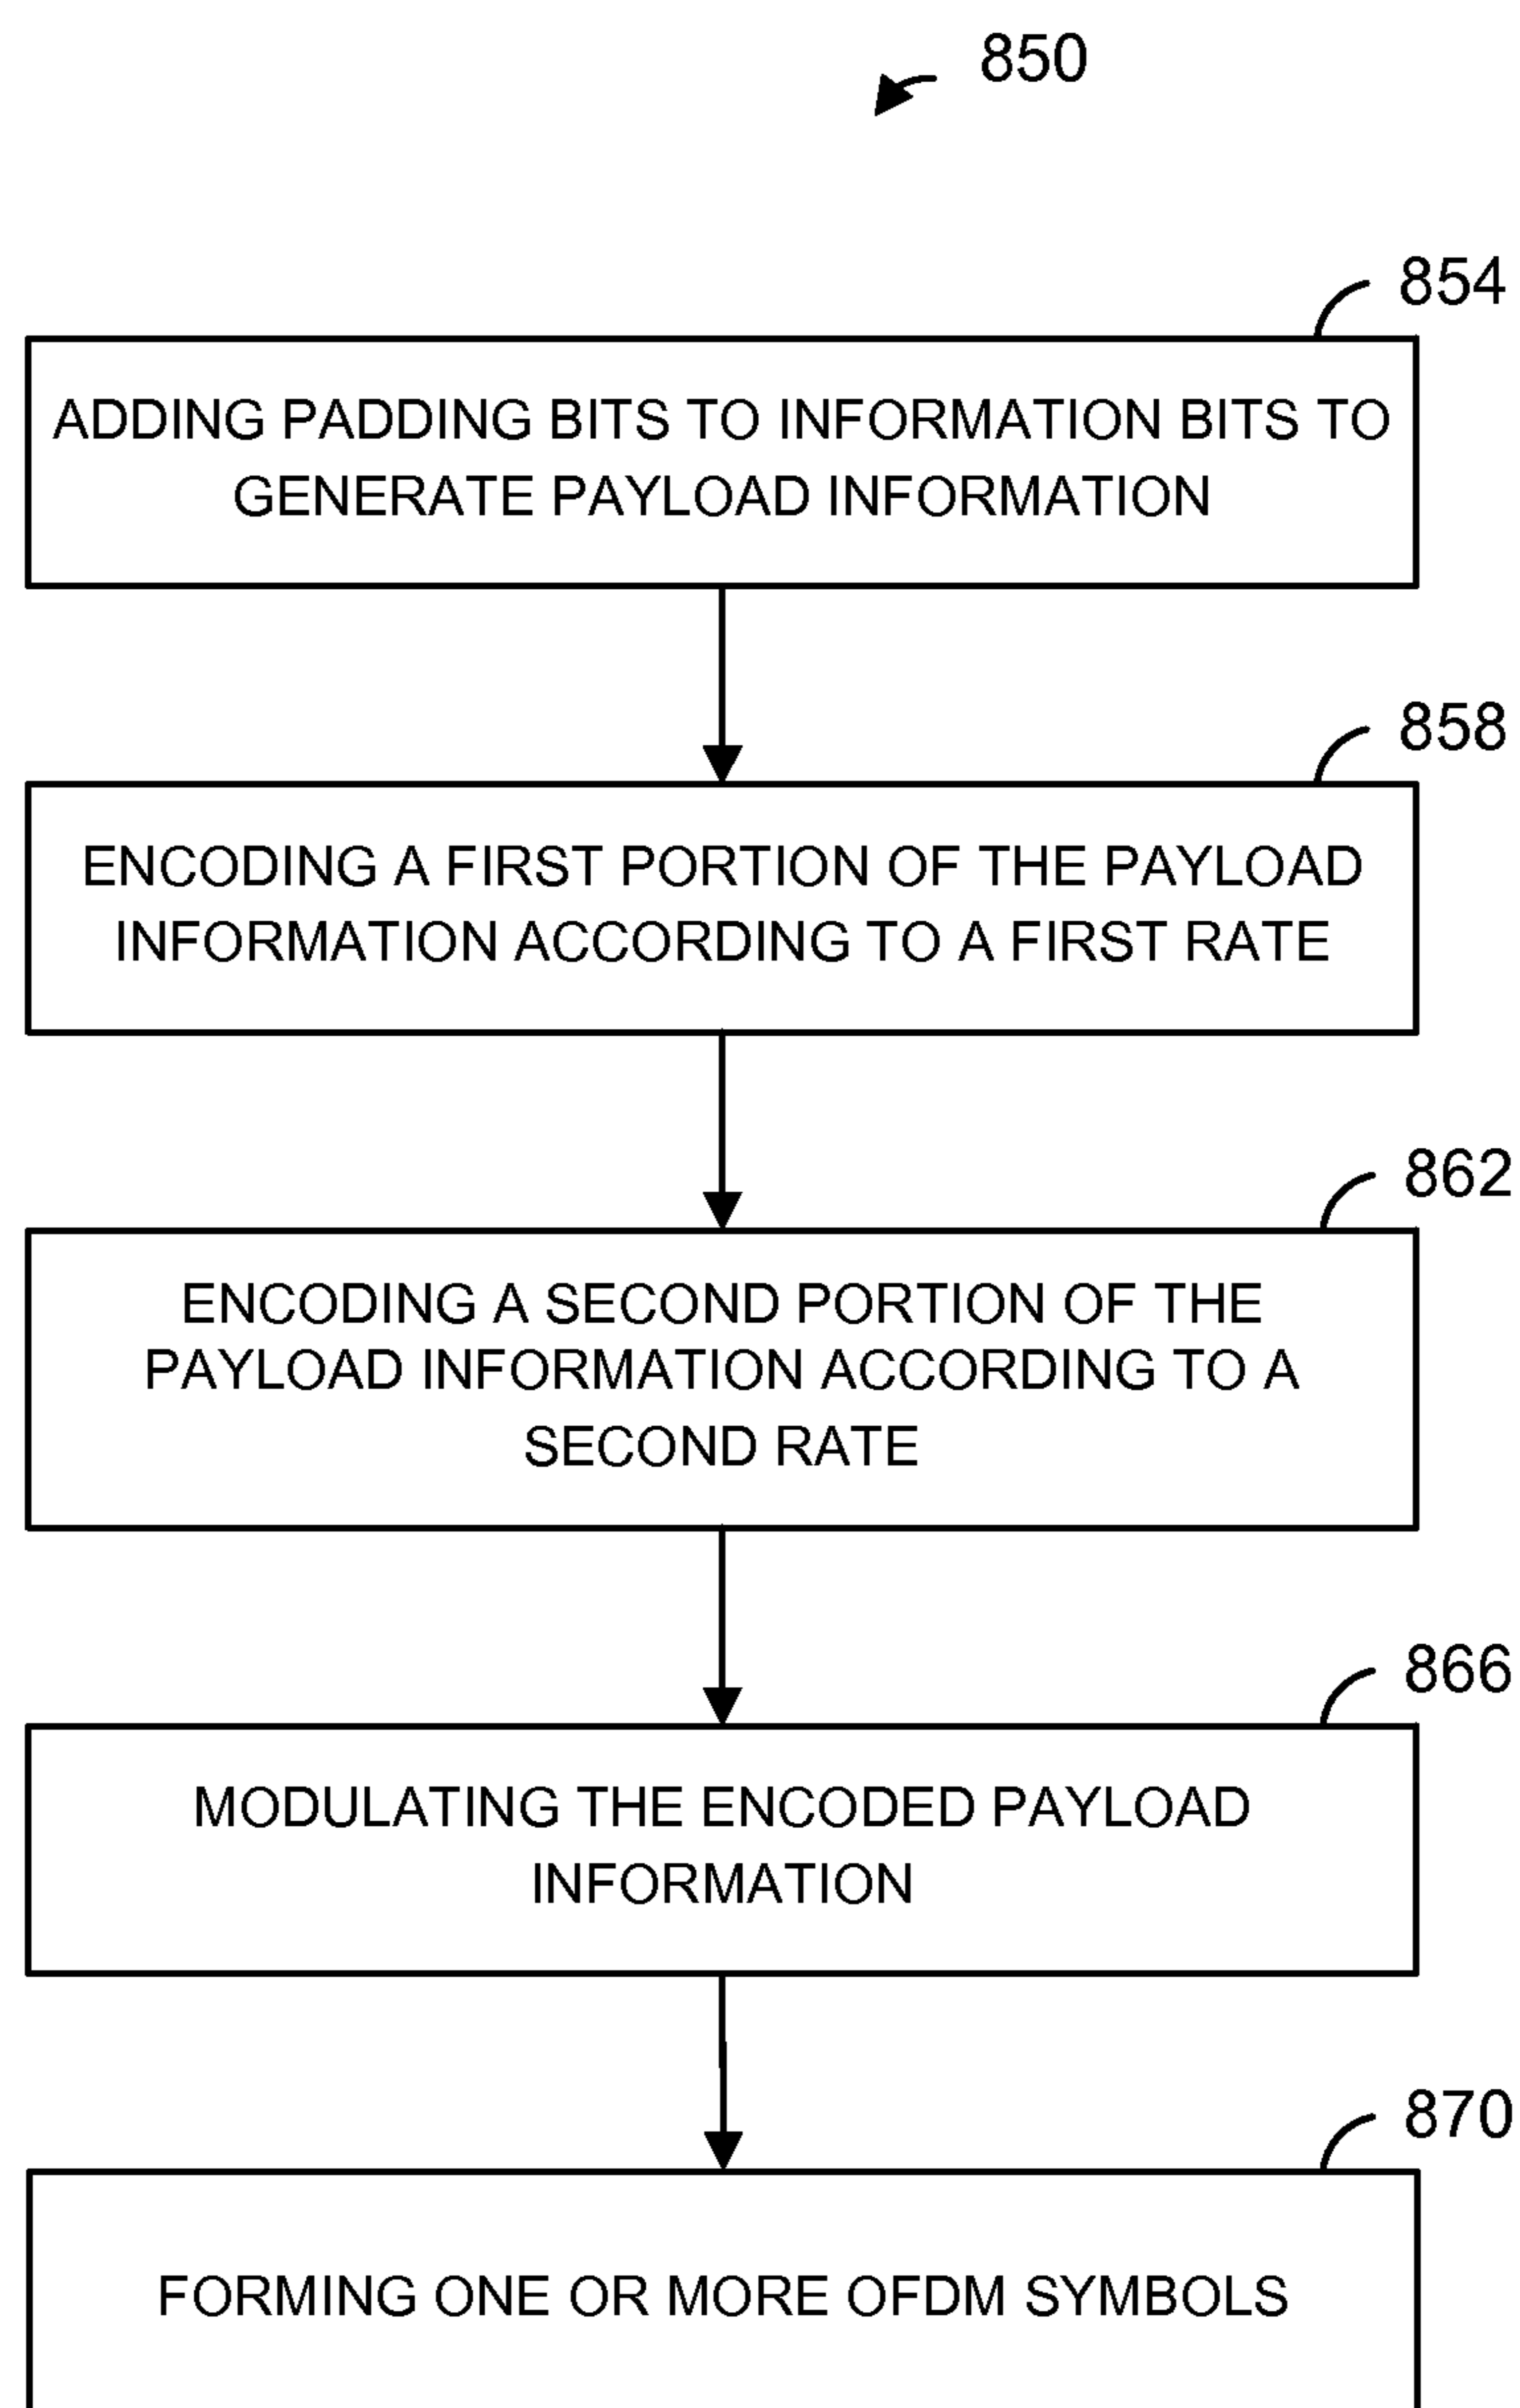 850
854
ADDING PADDING BITS TO INFORMATION BITS TO
GENERATE PAYLOAD INFORMATION
858
ENCODING A FIRST PORTION OF THE PAYLOAD
INFORMATION ACCORDING TO A FIRST RATE
862
ENCODING A SECOND PORTION OF THE
PAYLOAD INFORMATION ACCORDING TO A
SECOND RATE
866
MODULATING THE ENCODED PAYLOAD
INFORMATION
870
FORMING ONE OR MORE OFDM SYMBOLS